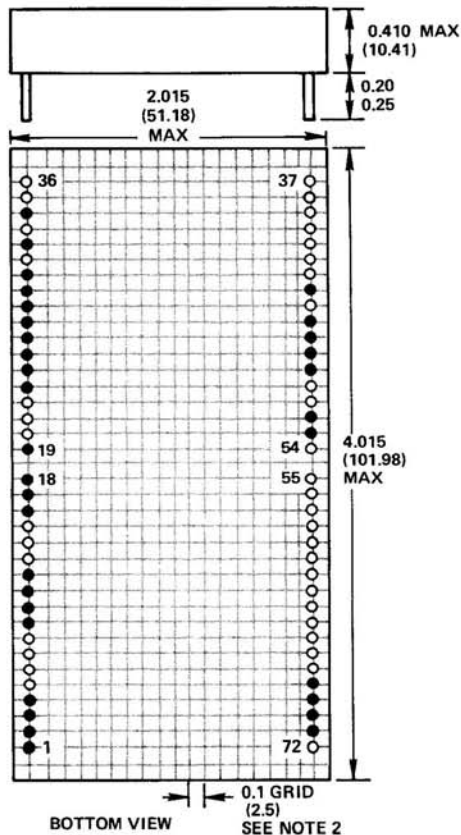 0.410 MAX
(10.41)
0.20
0.25
2.015
(51.18)
MAX
36
37
19
54
18
55
4.015
(101.98)
MAX
1
72
0.1 GRID
(2.5)
BOTTOM VIEW
SEE NOTE 2